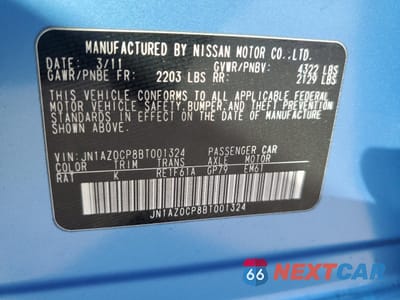 MANUFACTURED BY NISSAN MOTOR CO.,LTD.
DATE: 3/11 GVWR/PNBV: 4322 LBS
GAWR/PNBE FR: 2203 LBS RR: 2129 LBS
THIS VEHICLE CONFORMS TO ALL APPLICABLE FEDERAL
MOTOR VEHICLE SAFETY, BUMPER, AND THEFT PREVENTION
STANDARDS IN EFFECT ON THE DATE OF MANUFACTURE
SHOWN ABOVE.
VIN: JN1AZ0CP8BT001324 PASSENGER CAR
COLOR TRIM TRANS AXLE MOTOR
RAT K RE1F61A GP79 EM61
JN1AZ0CP8BT001324
66 NEXTCAR